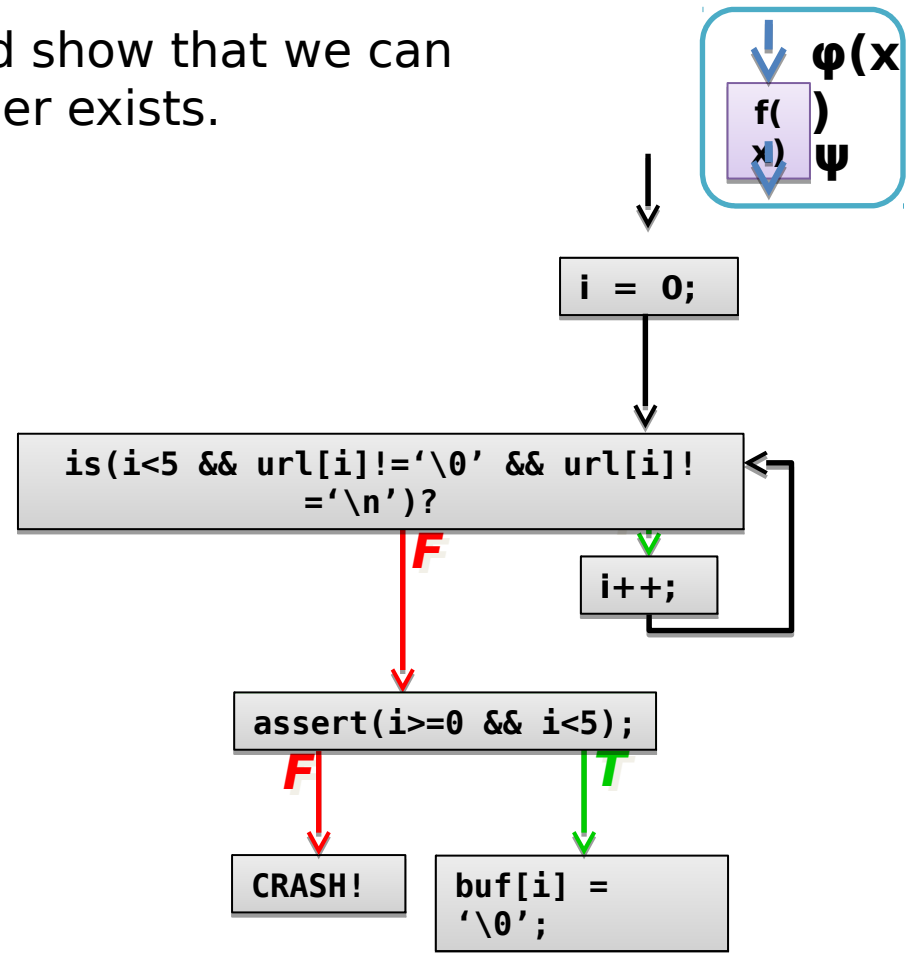 d show that we can
er exists.
φ(x
)
ψ
f(
x)
i = 0;
is(i<5 && url[i]!=‘\0’ && url[i]!
=‘\n’)?
F
i++;
assert(i>=0 && i<5);
F
T
CRASH!
buf[i] =
‘\0’;